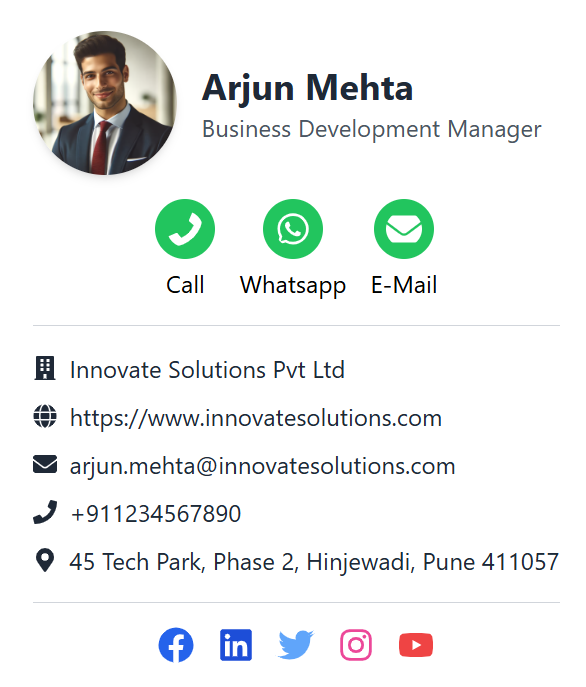 Arjun Mehta
Business Development Manager
Call Whatsapp E-Mail
Innovate Solutions Pvt Ltd
https://www.innovatesolutions.com
arjun.mehta@innovatesolutions.com
+911234567890
45 Tech Park, Phase 2, Hinjewadi, Pune 411057